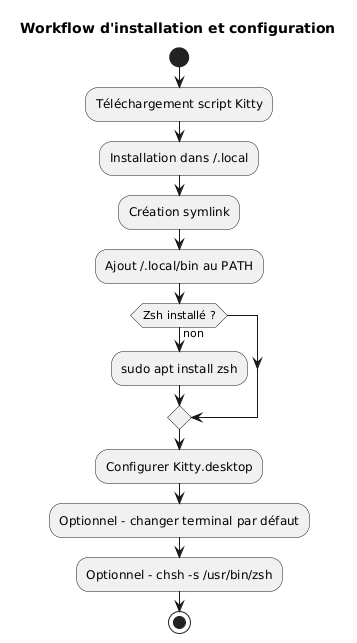 Workflow d'installation et configuration
Téléchargement script Kitty
Installation dans /.local
Création symlink
Ajout /.local/bin au PATH
Zsh installé ?
non
sudo apt install zsh
Configurer Kitty.desktop
Optionnel - changer terminal par défaut
Optionnel - chsh -s /usr/bin/zsh